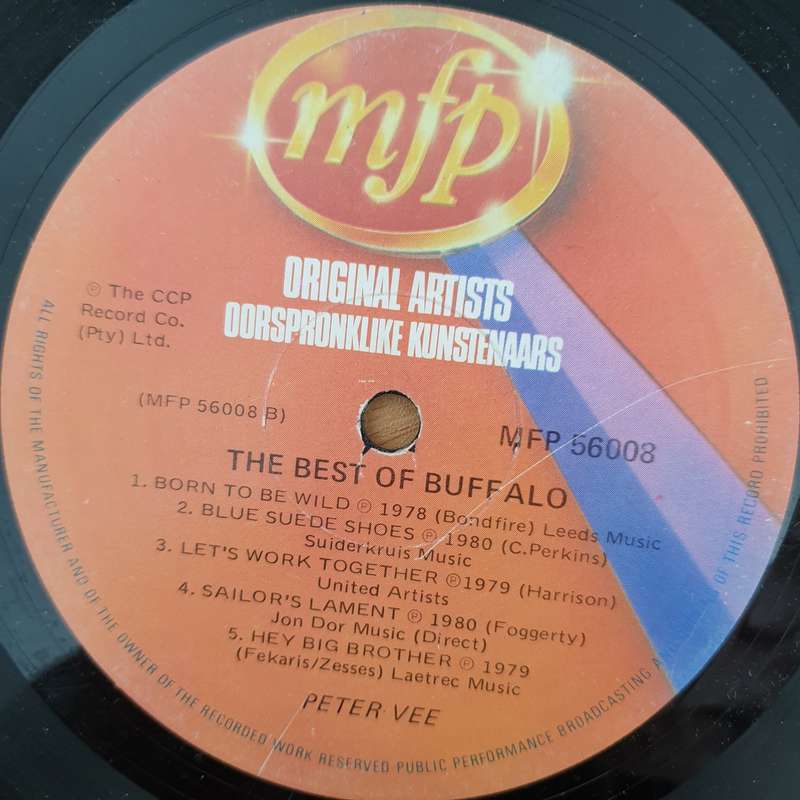 mfp
ORIGINAL ARTISTS
OORSPRONKLIKE KUNSTENAARS
℗ The CCP
Record Co.
(Pty) Ltd.
(MFP 56008 B)
MFP 56008
THE BEST OF BUFFALO
1. BORN TO BE WILD ℗ 1978 (Bondfire) Leeds Music
2. BLUE SUEDE SHOES ℗ 1980 (C.Perkins)
Suiderkruis Music
3. LET'S WORK TOGETHER ℗1979 (Harrison)
United Artists
4. SAILOR'S LAMENT ℗ 1980 (Foggerty)
Jon Dor Music (Direct)
5. HEY BIG BROTHER ℗ 1979
(Fekaris/Zesses) Laetrec Music
PETER VEE
ALL RIGHTS OF THE MANUFACTURER AND OF THE OWNER OF THE RECORDED WORK RESERVED PUBLIC PERFORMANCE BROADCASTING AND OF THIS RECORD PROHIBITED